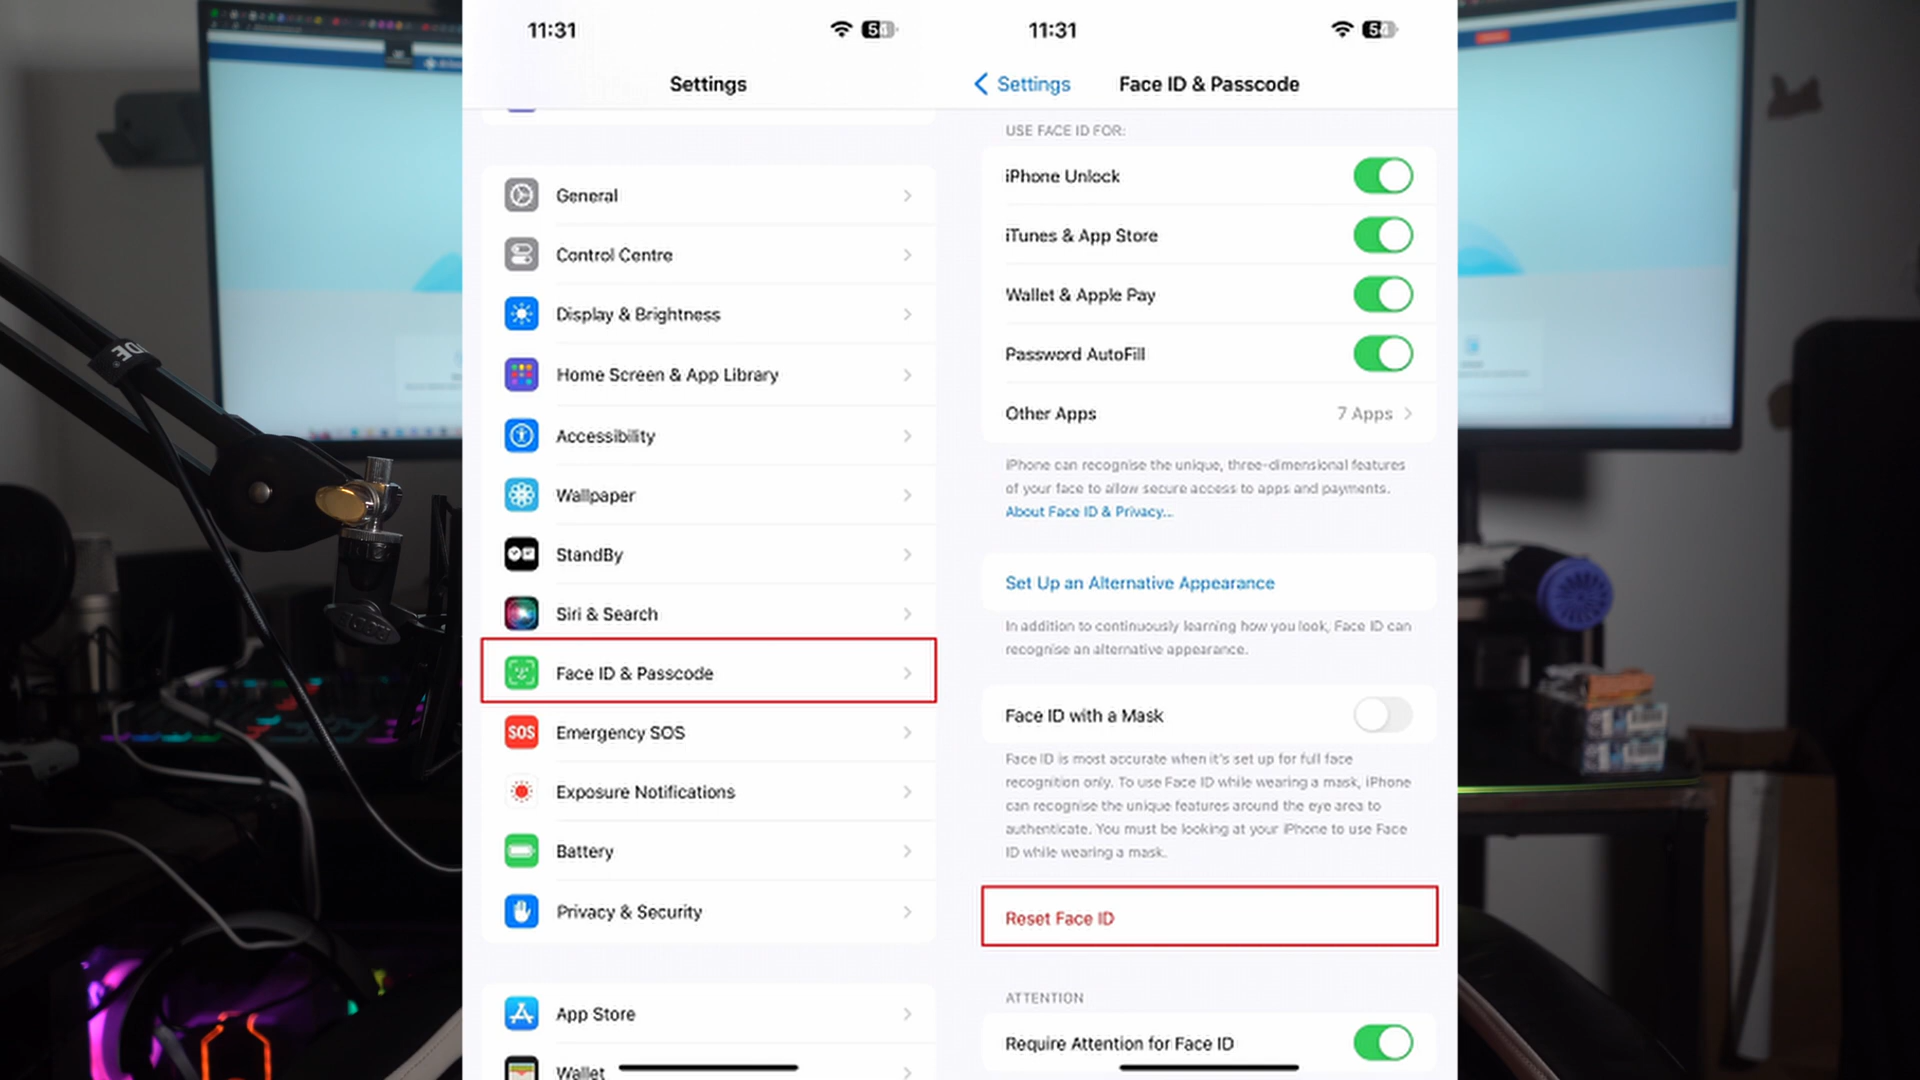 11:31
54
Settings
General
Control Centre
Display & Brightness
Home Screen & App Library
Accessibility
Wallpaper
StandBy
Siri & Search
Face ID & Passcode
SOS
Emergency SOS
Exposure Notifications
Battery
Privacy & Security
App Store
Wallet
11:31
54
Settings
Face ID & Passcode
USE FACE ID FOR:
iPhone Unlock
iTunes & App Store
Wallet & Apple Pay
Password AutoFill
Other Apps
7 Apps
iPhone can recognise the unique, three-dimensional features
of your face to allow secure access to apps and payments.
About Face ID & Privacy...
Set Up an Alternative Appearance
In addition to continuously learning how you look, Face ID can
recognise an alternative appearance.
Face ID with a Mask
Face ID is most accurate when it's set up for full face
recognition only. To use Face ID while wearing a mask, iPhone
can recognise the unique features around the eye area to
authenticate. You must be looking at your iPhone to use Face
ID while wearing a mask.
Reset Face ID
ATTENTION
Require Attention for Face ID